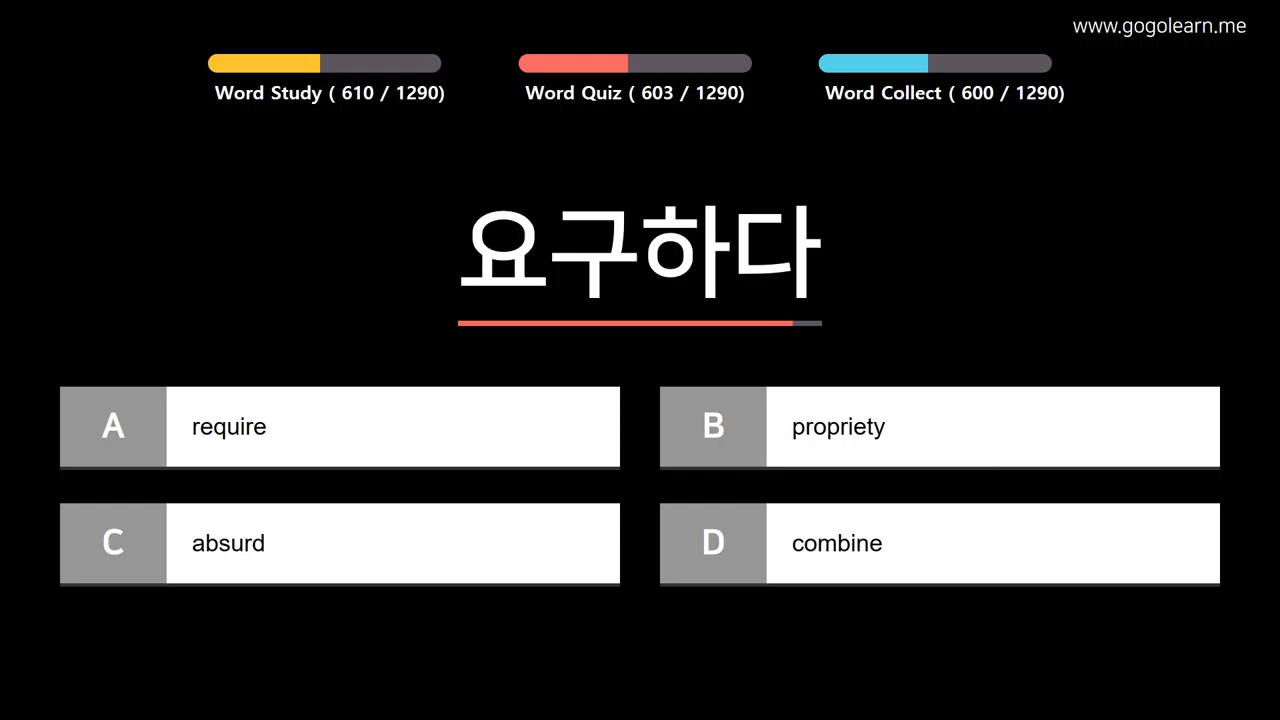 www.gogolearn.me
Word Study ( 610 / 1290)
Word Quiz ( 603 / 1290)
Word Collect ( 600 / 1290)
요구하다
A require
B propriety
C absurd
D combine